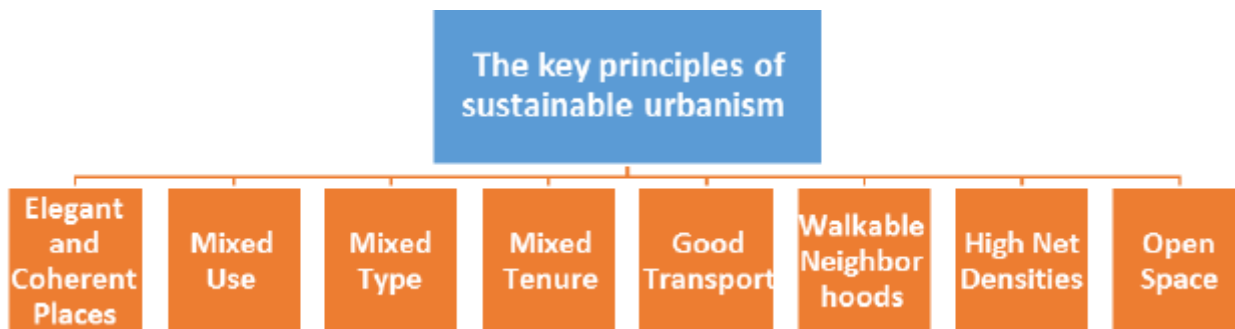 The key principles of
sustainable urbanism
Elegant
and
Coherent
Places
Mixed
Use
Mixed
Type
Mixed
Tenure
Good
Transport
Walkable
Neighbor
hoods
High Net
Densities
Open
Space